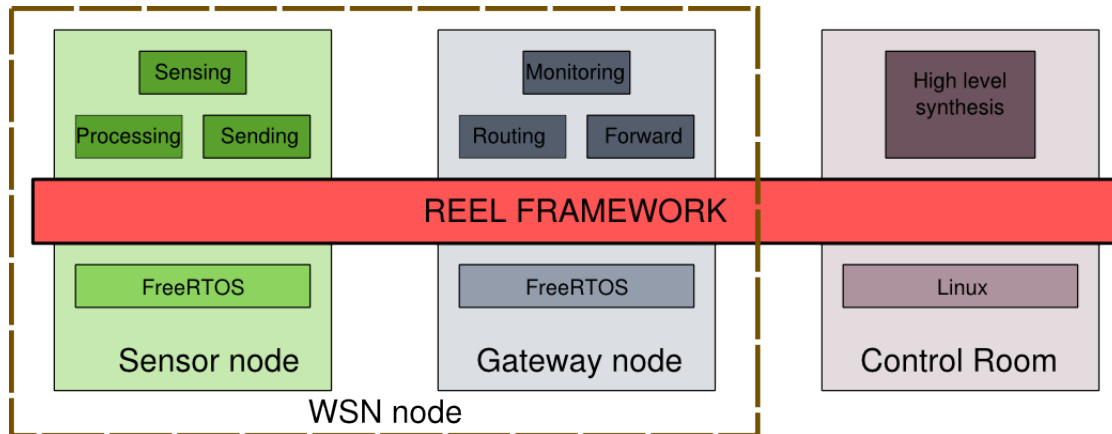 Sensing
Processing
Sending
Monitoring
Routing
Forward
High level
synthesis
REEL FRAMEWORK
FreeRTOS
FreeRTOS
Linux
Sensor node
Gateway node
Control Room
WSN node